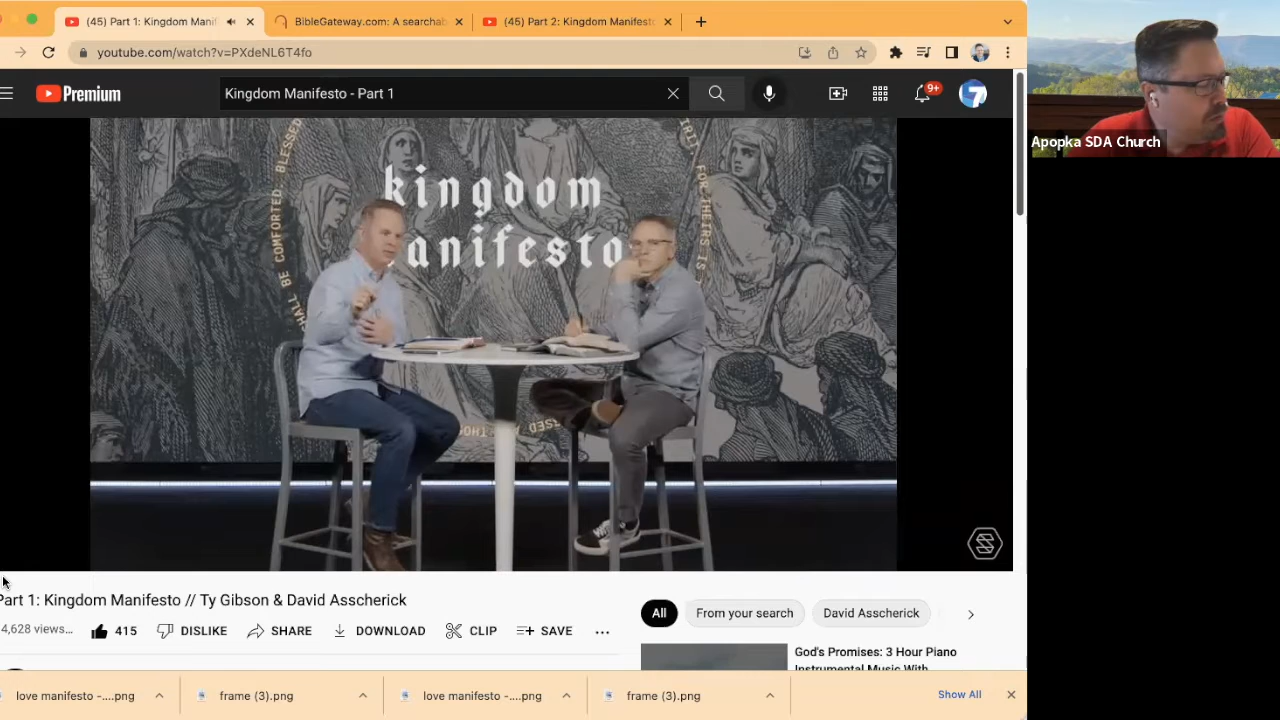 (45) Part 1: Kingdom Manif
BibleGateway.com: A searchab
(45) Part 2: Kingdom Manifesto
youtube.com/watch?v=PXdeNL6T4fo
Premium
Kingdom Manifesto - Part 1
9+
Apopka SDA Church
kingdom
anifesto
HALL BE COMFORTED. BLESSED
IRIT, FOR THEIRS IS
Part 1: Kingdom Manifesto // Ty Gibson & David Asscherick
4,628 views...
415
DISLIKE
SHARE
DOWNLOAD
CLIP
SAVE
...
All
From your search
David Asscherick
God's Promises: 3 Hour Piano
Instrumental Music With
love manifesto -....png
frame (3).png
love manifesto -....png
frame (3).png
Show All